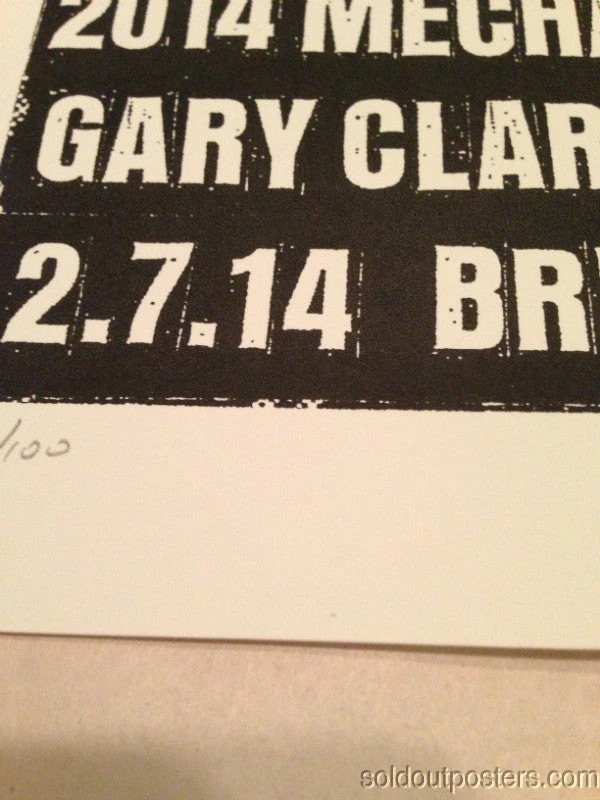 2014 MECH
GARY CLAR
2.7.14 BR
/100
soldoutposters.com